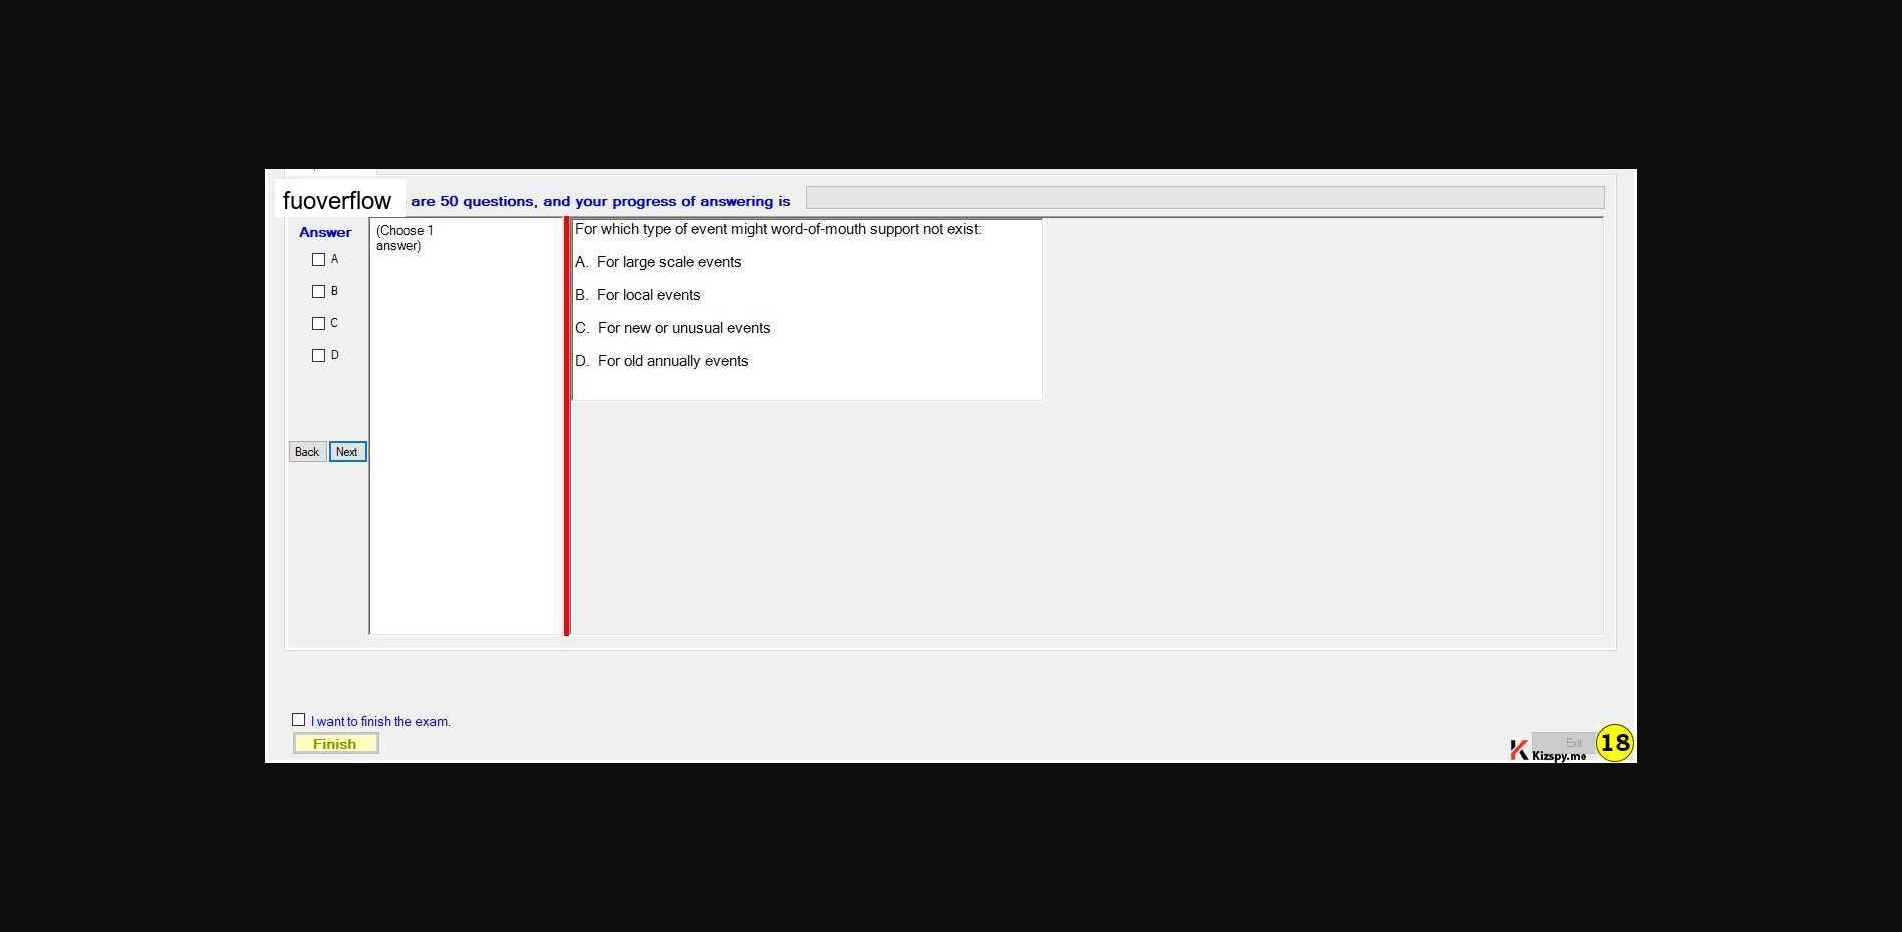 fuoverflow are 50 questions, and your progress of answering is
Answer
A
B
C
D
Back Next
(Choose 1
answer)
For which type of event might word-of-mouth support not exist:
A. For large scale events
B. For local events
C. For new or unusual events
D. For old annually events
I want to finish the exam.
Finish
Exit
Kizspy.me
18